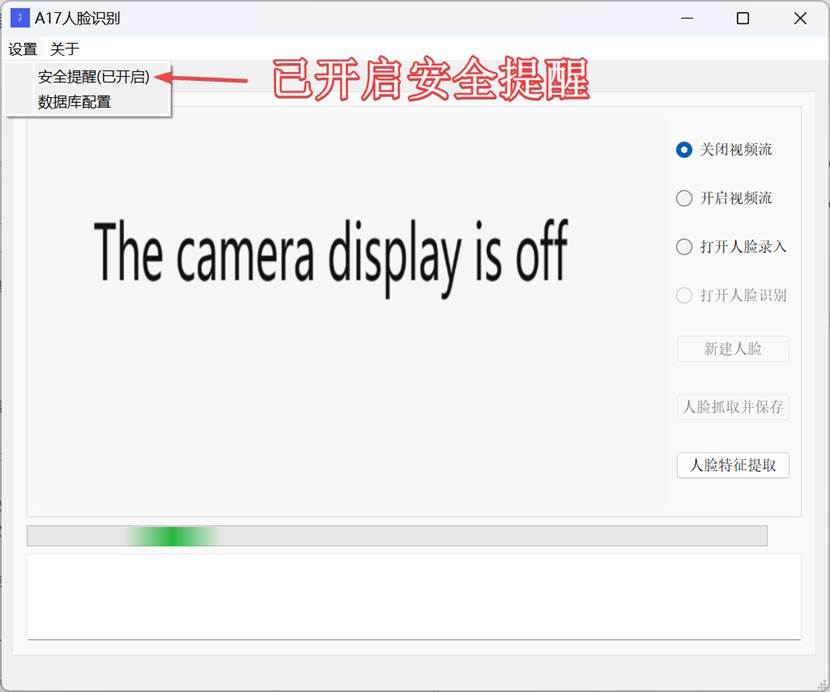 A17人脸识别
设置 关于
安全提醒(已开启)
数据库配置
已开启安全提醒
The camera display is off
关闭视频流
开启视频流
打开人脸录入
打开人脸识别
新建人脸
人脸抓取并保存
人脸特征提取